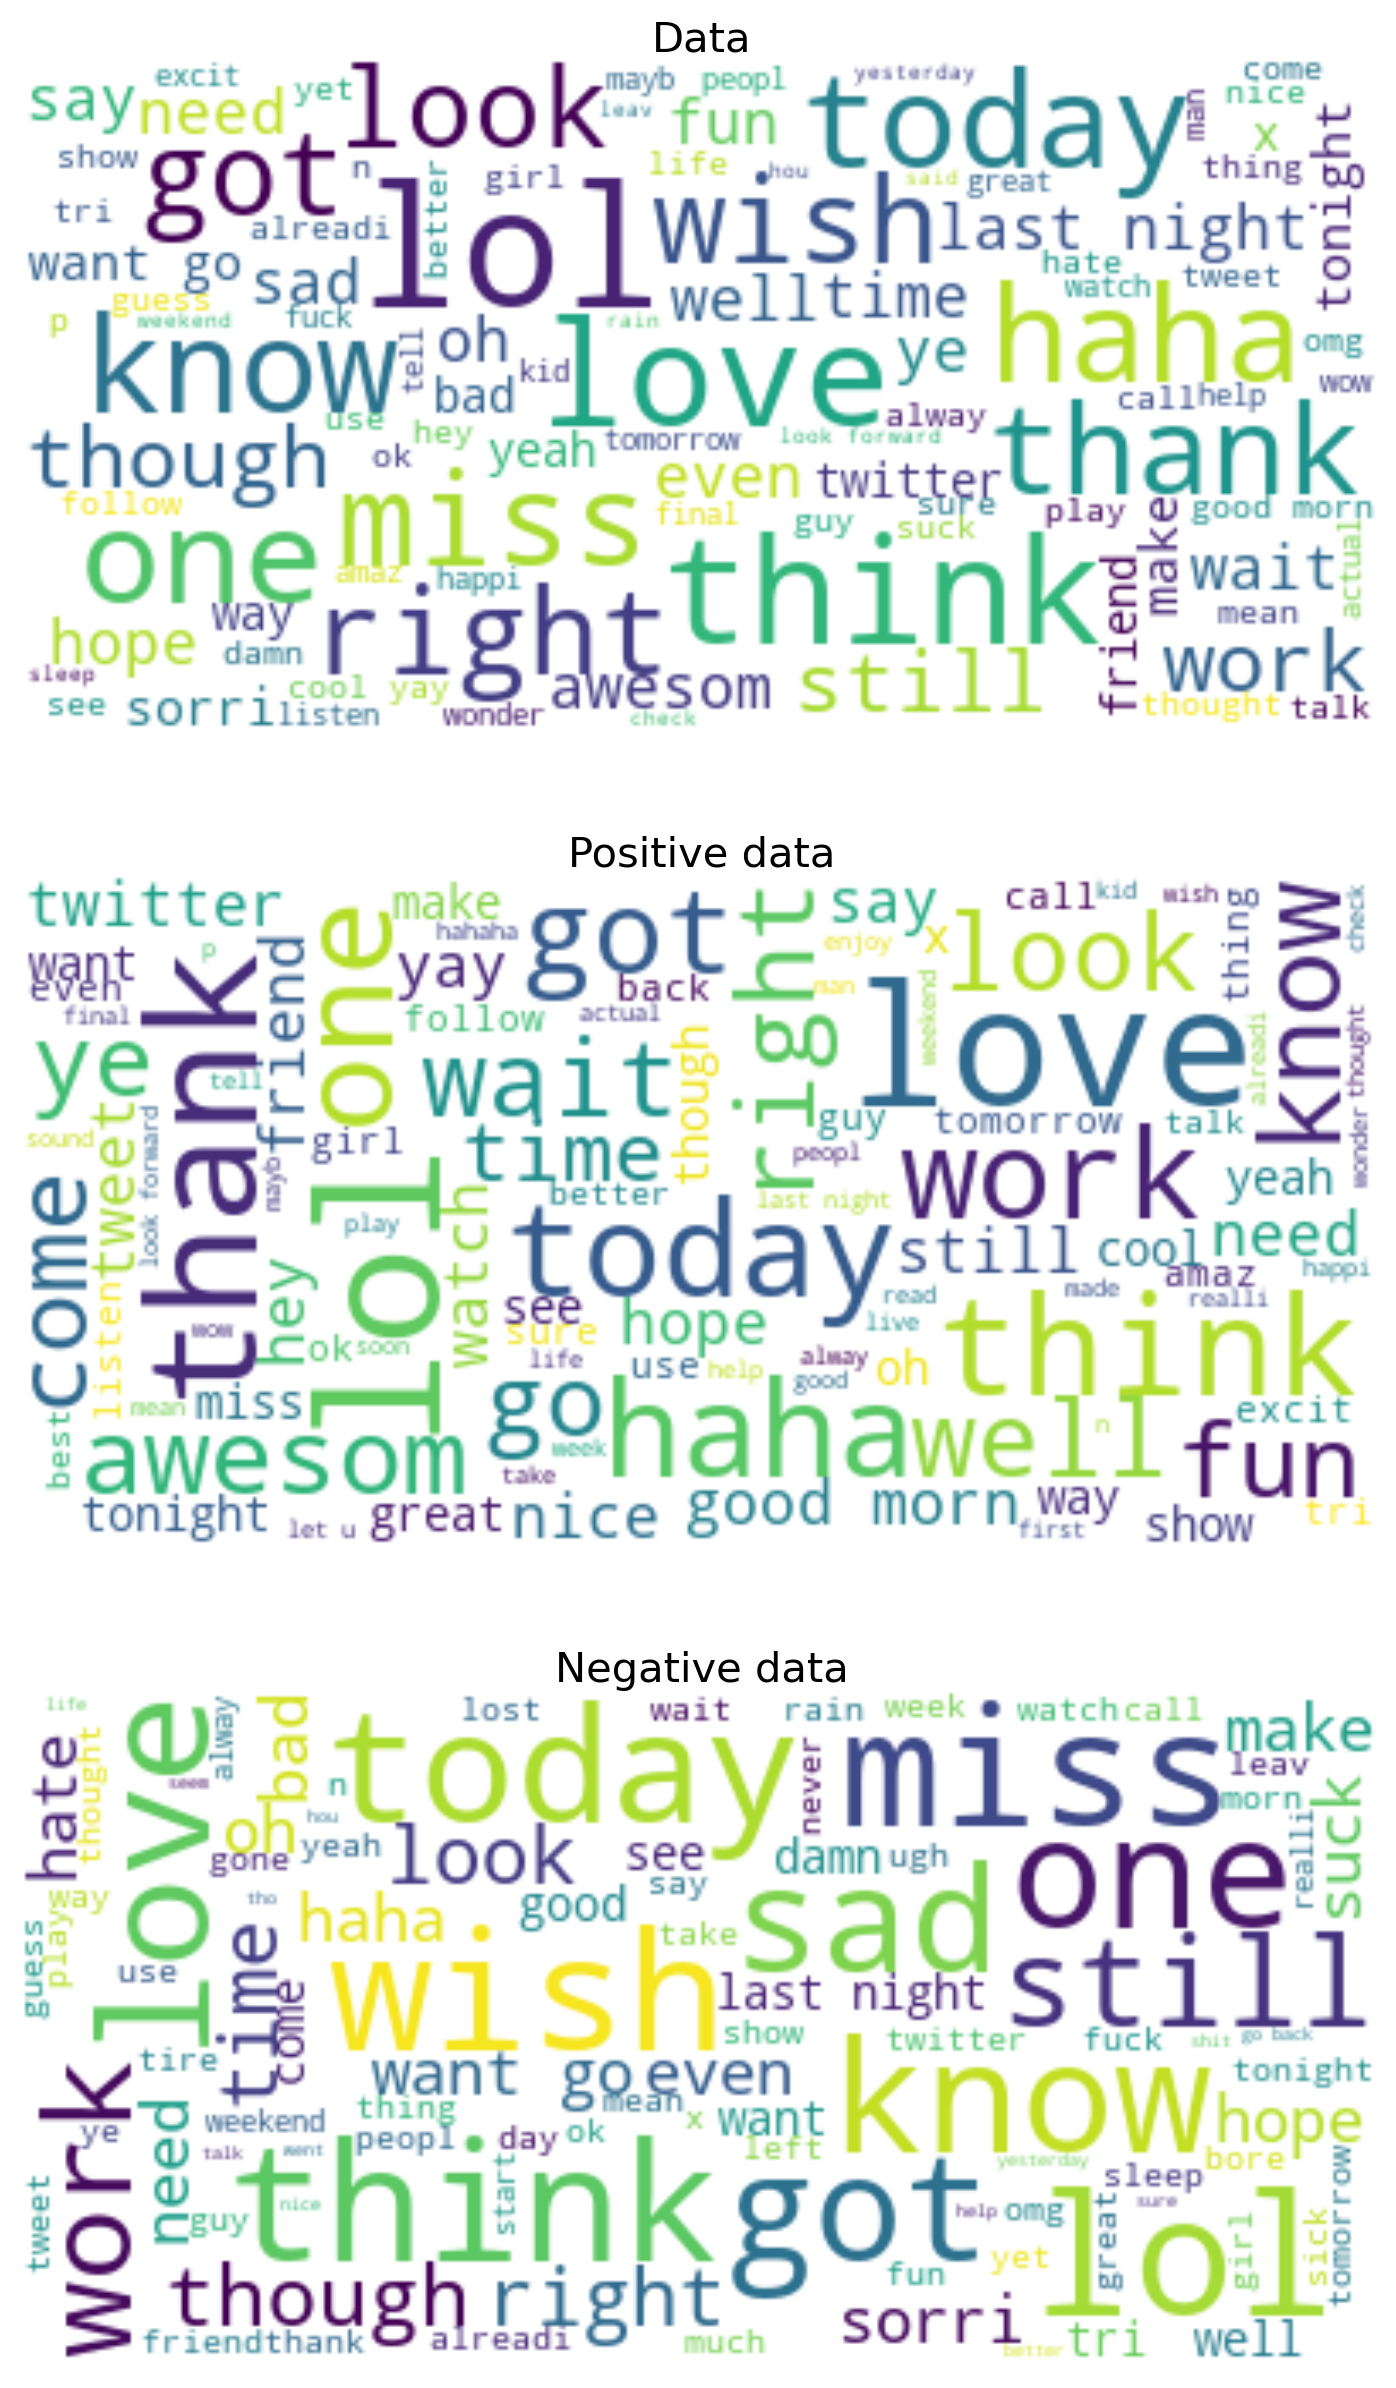 Data
excit
say need yet look mayb peopl yesterday come
leav fun today man nice
show got n girl life hou said great thing x tonight
tri alreadi better lol wish last night
want go sad hate tweet
guess welltime watch
p weekend fuck oh rain haha omg
know tell bad kid love ye wow
use alway call help
though hey yeah tomorrow look forward thank
ok even twitter
follow miss final sure play good morn
one guy suck make wait actual
amaz happi think
way right friend mean
hope damn work
sleep cool yay awesom still
see sorri listen wonder check thought talk
Positive data
twitter make got right say call kid wish know check
want p hahaha yay enjoy x look thing
even thank friend one back man
final follow actual weekend love
ye tell wait though alreadi thought
sound tweet look forward girl time guy tomorrow talk wonder
come mayb lol better peopl work yeah
play watch last night
today still cool need
listen hey see amaz happi
wow read made realli
ok soon sure hope live think
life use help alway oh
mean miss go good
best awesom week haha well n excit
take fun
tonight let u great nice good morn way show tri
first
Negative data
life love alway bad lost wait rain week watch call
hate thought seem n today never miss make
leav
hou morn
oh yeah look see damn ugh one realli suck
gone say
way tho haha good sad
guess play time wish take still
use come last night
show twitter fuck shit go back
tire want go even know tonight
work need mean
ye weekend thing x want hope
peopl day ok
talk went left
think got yesterday sleep bore
tweet guy nice start help omg lol great sure girl sick tomorrow
fun yet
though right sorri
friend thank alreadi much better tri well